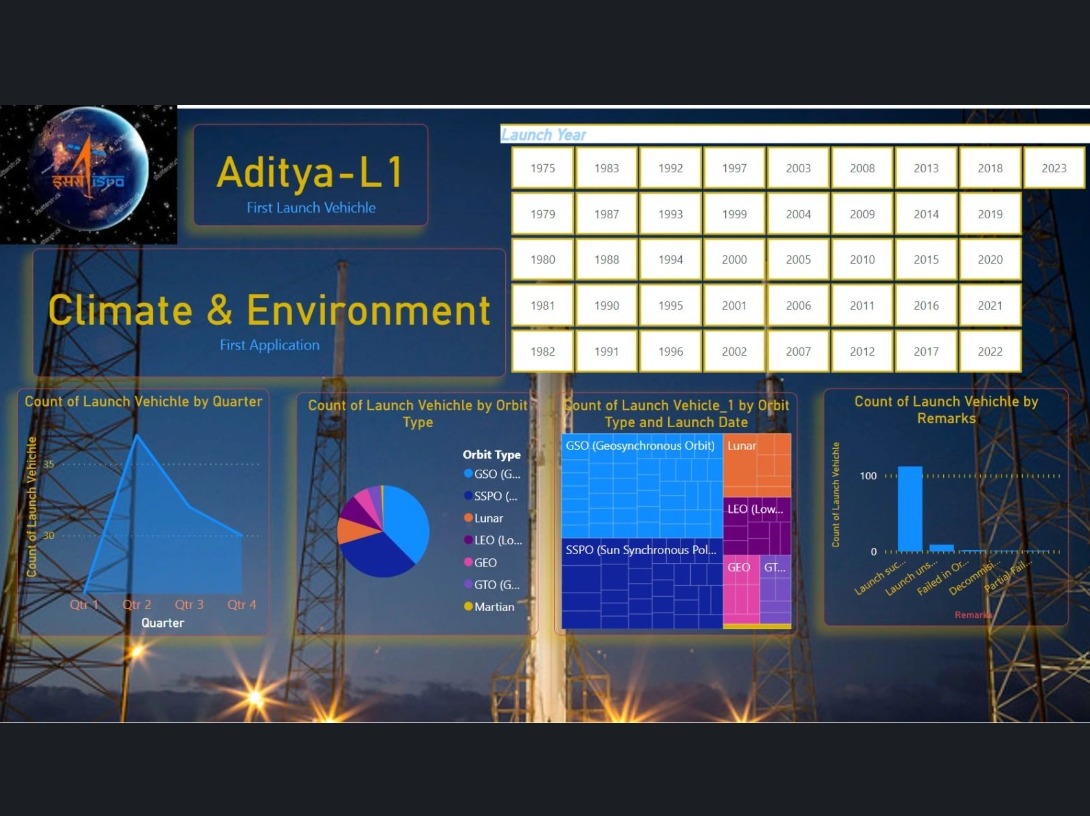 इसरो isro
Aditya-L1
First Launch Vehichle
Climate & Environment
First Application
Launch Year
1975 1983 1992 1997 2003 2008 2013 2018 2023
1979 1987 1993 1999 2004 2009 2014 2019
1980 1988 1994 2000 2005 2010 2015 2020
1981 1990 1995 2001 2006 2011 2016 2021
1982 1991 1996 2002 2007 2012 2017 2022
Count of Launch Vehichle by Quarter
Count of Launch Vehichle
35
30
Qtr 1 Qtr 2 Qtr 3 Qtr 4
Quarter
Count of Launch Vehichle by Orbit
Type
Orbit Type
GSO (G...
SSPO (...
Lunar
LEO (Lo...
GEO
GTO (G...
Martian
Count of Launch Vehicle_1 by Orbit
Type and Launch Date
GSO (Geosynchronous Orbit)
Lunar
LEO (Low...
SSPO (Sun Synchronous Pol...
GEO
GT...
Count of Launch Vehichle by
Remarks
Count of Launch Vehichle
100
0
Launch suc...
Launch uns...
Failed in Or...
Decommisi...
Partial Fail...
Remarks